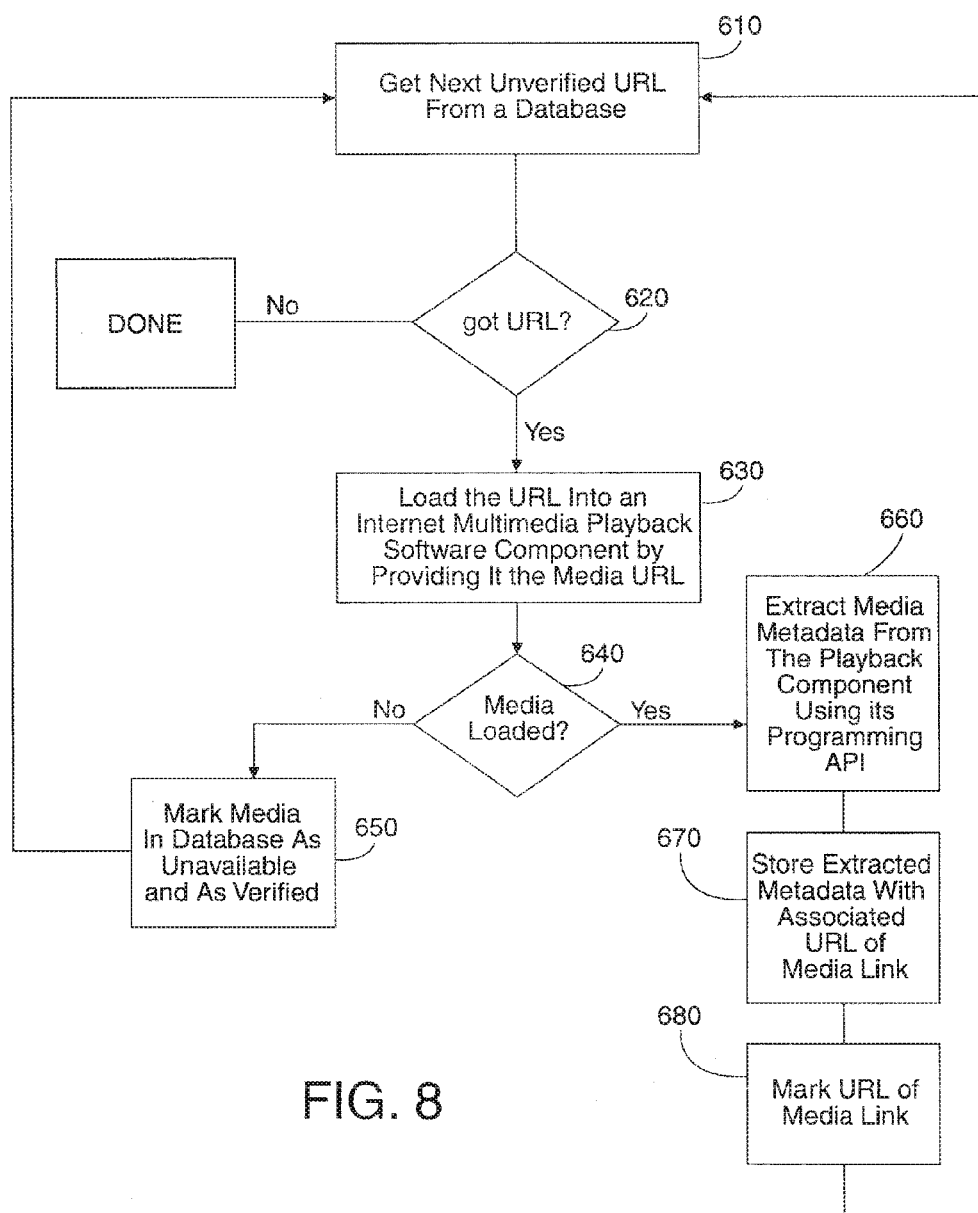 610
Get Next Unverified URL
From a Database
DONE
No
got URL?
620
Yes
630
Load the URL Into an
Internet Multimedia Playback
Software Component by
Providing It the Media URL
640
Media
Loaded?
No
Yes
660
Extract Media
Metadata From
The Playback
Component
Using its
Programming
API
Mark Media
In Database As
Unavailable
and As Verified
650
670
Store Extracted
Metadata With
Associated
URL of
Media Link
680
Mark URL of
Media Link
FIG. 8